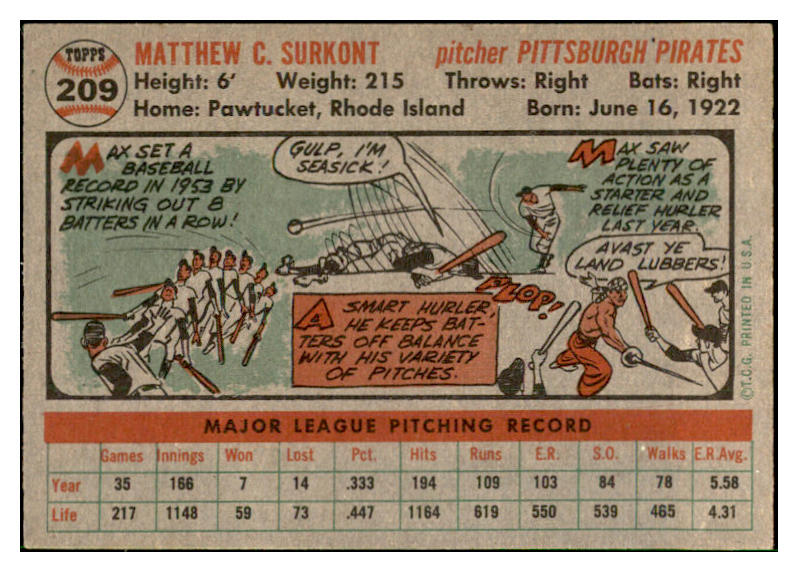 TOPPS
209
MATTHEW C. SURKONT pitcher PITTSBURGH PIRATES
Height: 6' Weight: 215 Throws: Right Bats: Right
Home: Pawtucket, Rhode Island Born: June 16, 1922
MAX SET A
BASEBALL
RECORD IN 1953 BY
STRIKING OUT 8
BATTERS IN A ROW!
GULP, I'M
SEASICK!
PLOP!
A SMART HURLER,
HE KEEPS BAT-
TERS OFF BALANCE
WITH HIS VARIETY
OF PITCHES.
MAX SAW
PLENTY OF
ACTION AS A
STARTER AND
RELIEF HURLER
LAST YEAR.
AVAST YE
LAND LUBBERS!
©T.C.G. PRINTED IN U.S.A.
MAJOR LEAGUE PITCHING RECORD
Games Innings Won Lost Pct. Hits Runs E.R. S.O. Walks E.R.Avg.
Year 35 166 7 14 .333 194 109 103 84 78 5.58
Life 217 1148 59 73 .447 1164 619 550 539 465 4.31